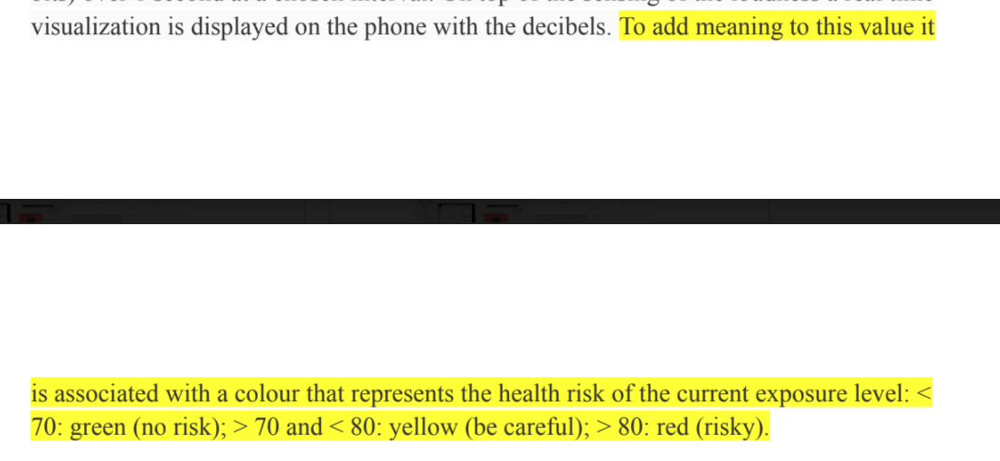 visualization is displayed on the phone with the decibels. To add meaning to this value it
is associated with a colour that represents the health risk of the current exposure level: <
70: green (no risk); > 70 and < 80: yellow (be careful); > 80: red (risky).